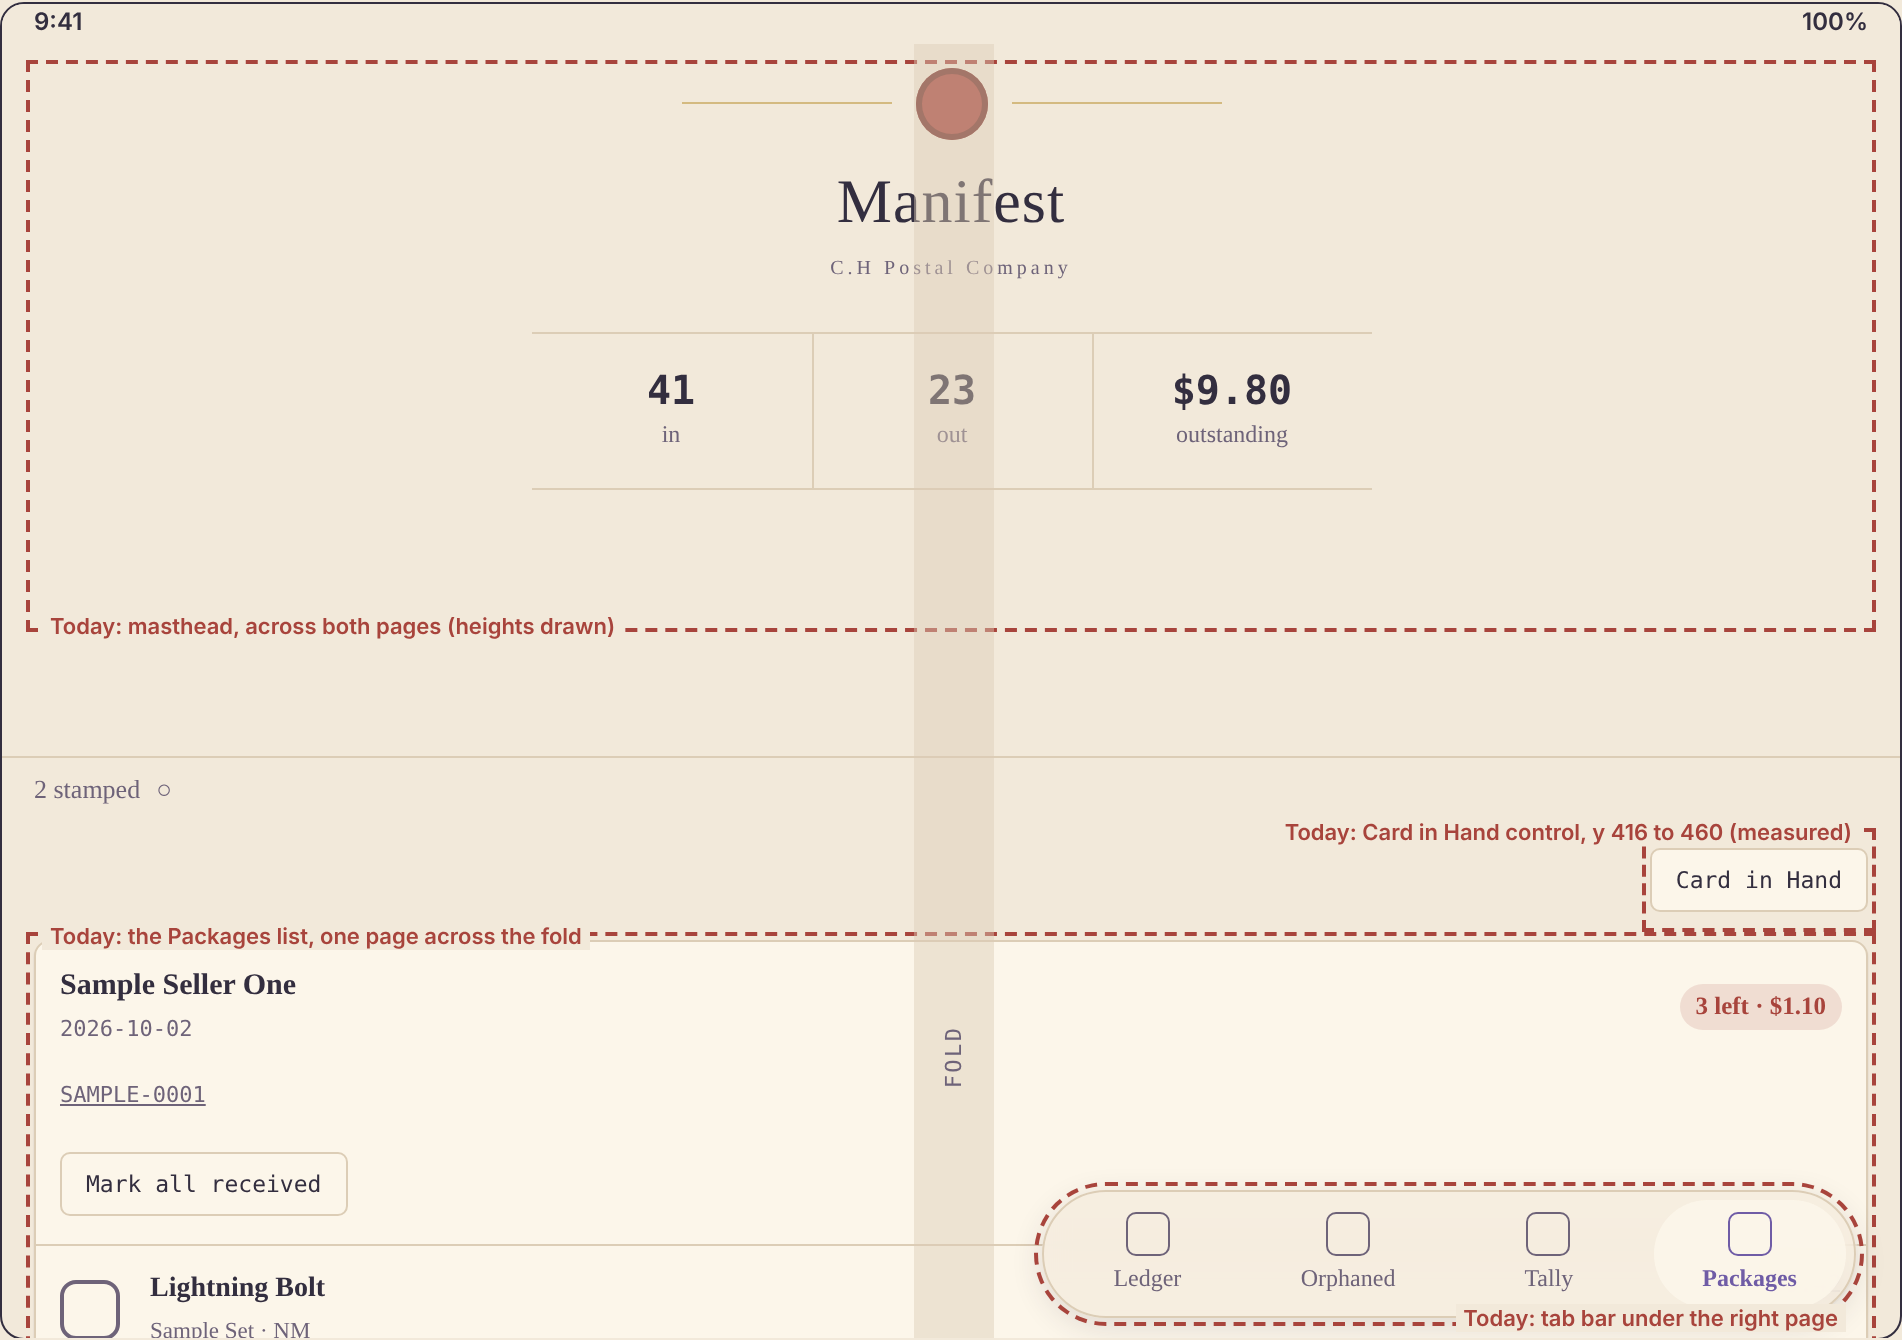 9:41
100%
Manifest
C.H Postal Company
41
23
$9.80
in
out
outstanding
Today: masthead, across both pages (heights drawn)
2 stamped
Today: Card in Hand control, y 416 to 460 (measured)
Card in Hand
Today: the Packages list, one page across the fold
Sample Seller One
3 left · $1.10
2026-10-02
FOLD
SAMPLE-0001
Mark all received
Lightning Bolt
Sample Set · NM
Ledger
Orphaned
Tally
Packages
Today: tab bar under the right page